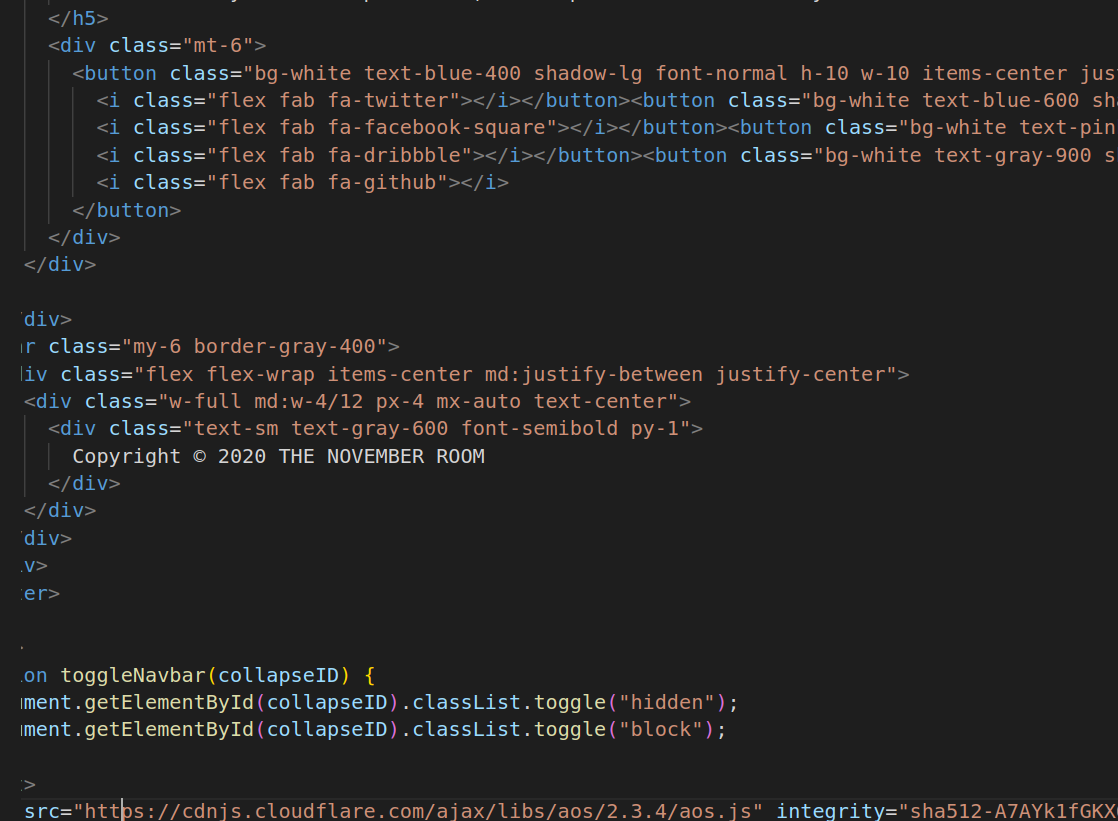 </h5>
<div class="mt-6">
<button class="bg-white text-blue-400 shadow-lg font-normal h-10 w-10 items-center jus
<i class="flex fab fa-twitter"></i></button><button class="bg-white text-blue-600 sh
<i class="flex fab fa-facebook-square"></i></button><button class="bg-white text-pin
<i class="flex fab fa-dribbble"></i></button><button class="bg-white text-gray-900 s
<i class="flex fab fa-github"></i>
</button>
</div>
</div>
div>
r class="my-6 border-gray-400">
iv class="flex flex-wrap items-center md:justify-between justify-center">
<div class="w-full md:w-4/12 px-4 mx-auto text-center">
<div class="text-sm text-gray-600 font-semibold py-1">
Copyright © 2020 THE NOVEMBER ROOM
</div>
</div>
div>
v>
er>
on toggleNavbar(collapseID) {
ment.getElementById(collapseID).classList.toggle("hidden");
ment.getElementById(collapseID).classList.toggle("block");
>
src="https://cdnjs.cloudflare.com/ajax/libs/aos/2.3.4/aos.js" integrity="sha512-A7AYk1fGKX